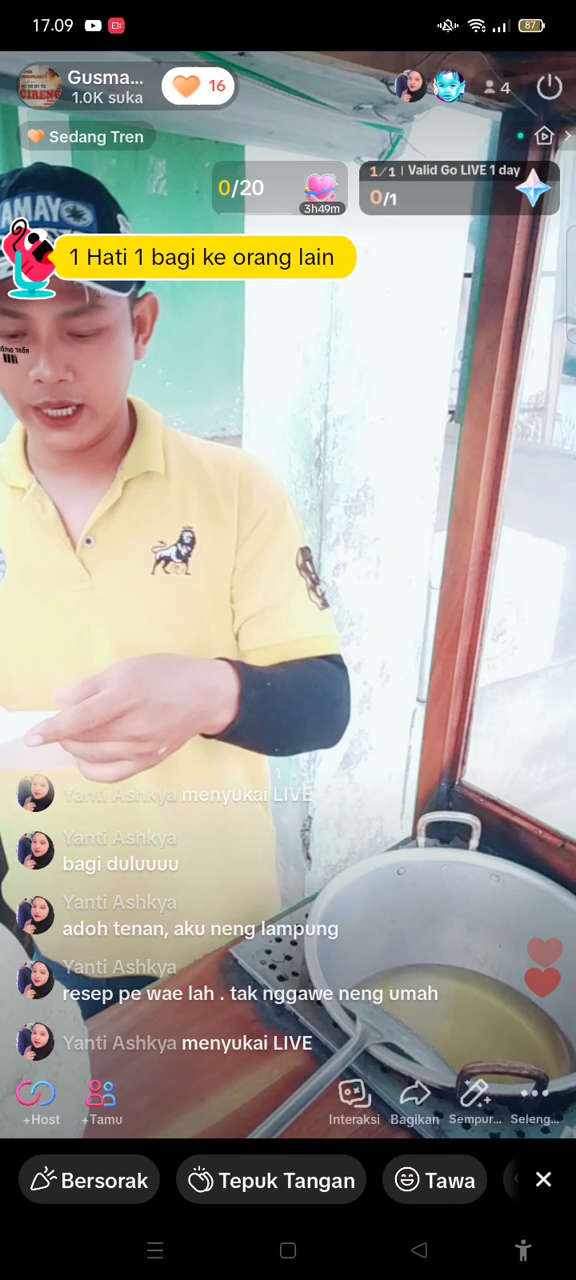 17.09
87
Gusma...
1.0K suka
16
4
Sedang Tren
0/20
3h49m
1/1 | Valid Go LIVE 1 day
0/1
AMAY
1 Hati 1 bagi ke orang lain
Yanti Ashkya menyukai LIVE
Yanti Ashkya
bagi duluuuu
Yanti Ashkya
adoh tenan, aku neng lampung
Yanti Ashkya
resep pe wae lah . tak nggawe neng umah
Yanti Ashkya menyukai LIVE
+Host
+Tamu
Interaksi
Bagikan
Sempur...
Seleng...
Bersorak
Tepuk Tangan
Tawa